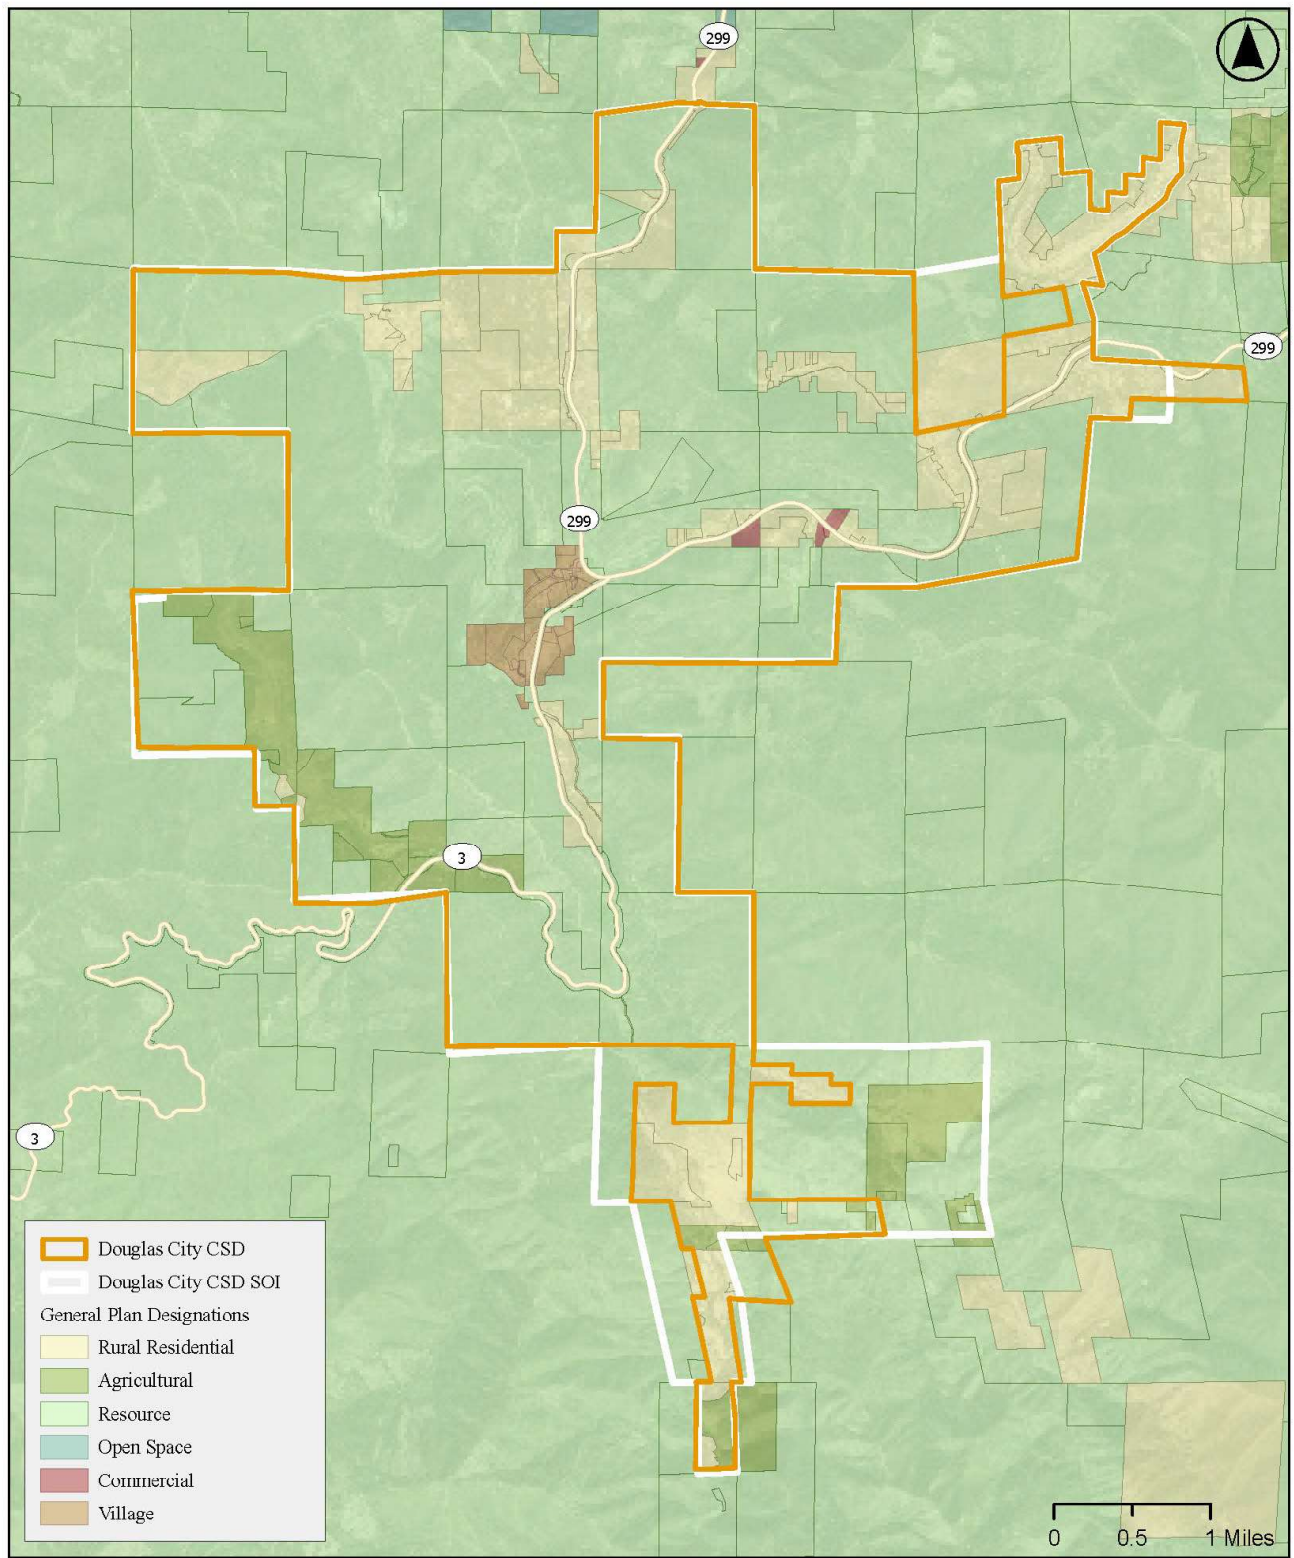 299
299
299
3
3
Douglas City CSD
Douglas City CSD SOI
General Plan Designations
Rural Residential
Agricultural
Resource
Open Space
Commercial
Village
0 0.5 1 Miles